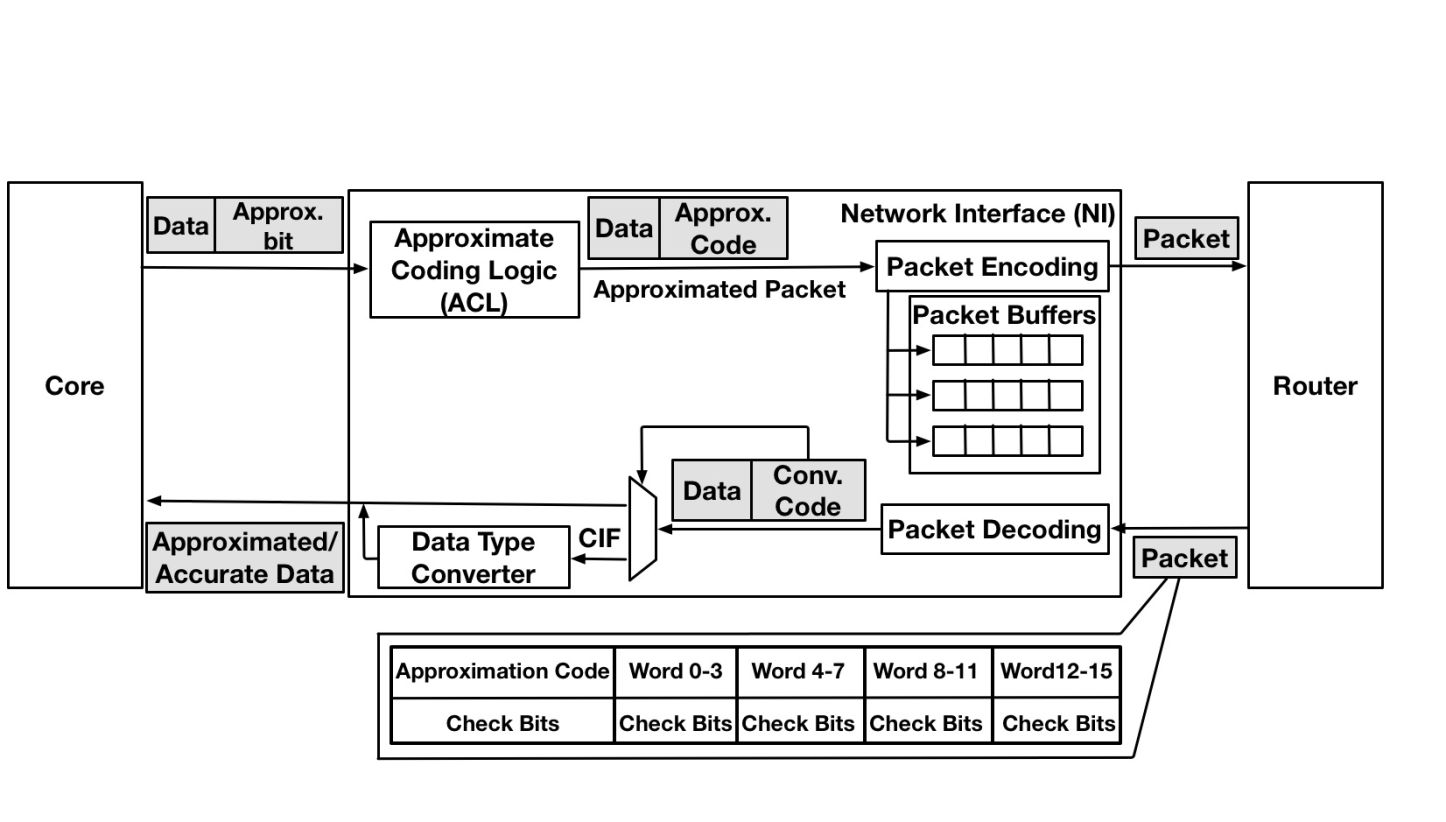 Core
Data
Approx.
bit
Approximate
Coding Logic
(ACL)
Data
Approx.
Code
Approximated Packet
Network Interface (NI)
Packet Encoding
Packet
Packet Buffers
Router
Data
Conv.
Code
Packet Decoding
Packet
CIF
Data Type
Converter
Approximated/
Accurate Data
Approximation Code Word 0-3 Word 4-7 Word 8-11 Word12-15
Check Bits Check Bits Check Bits Check Bits Check Bits